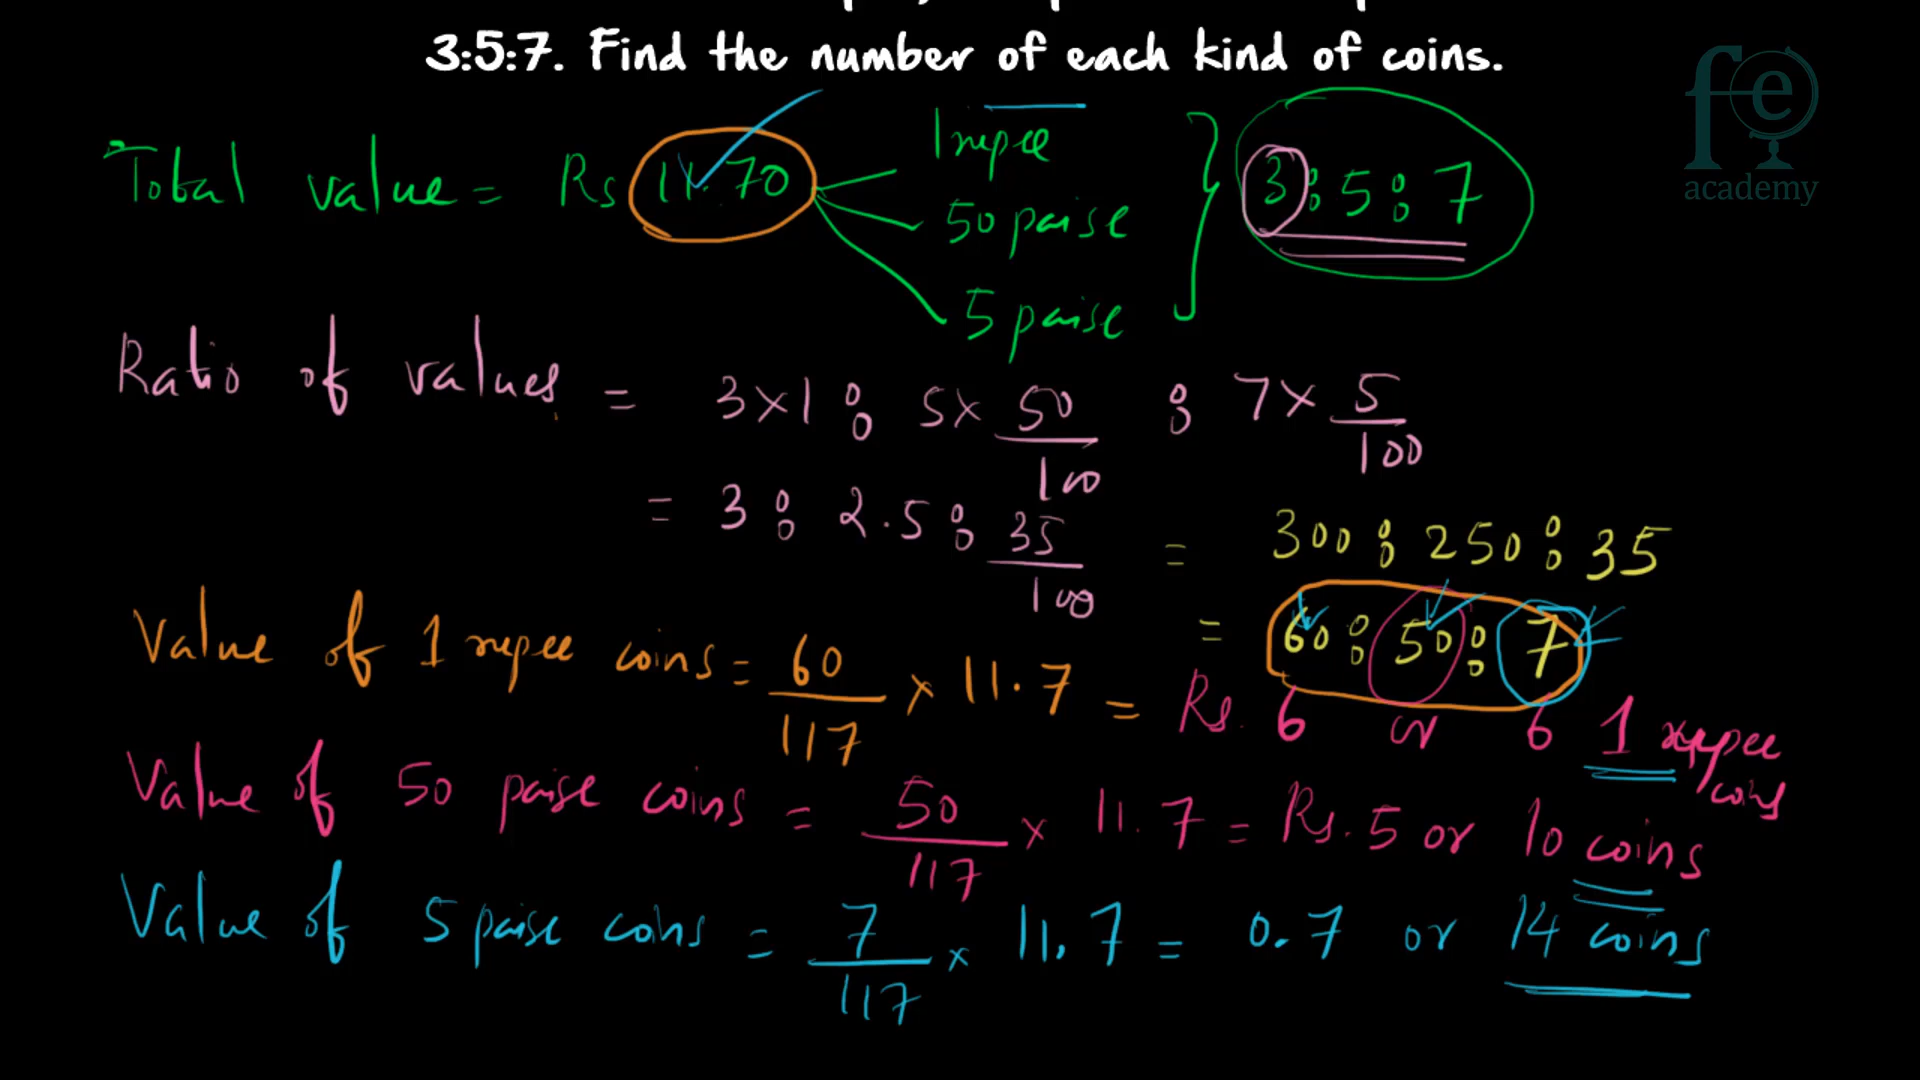 3:5:7. Find the number of each kind of coins.
fe
academy
Total value = Rs 11.70
1 rupee
50 paise
5 paise
3:5:7
Ratio of values = 3 × 1 : 5 × 50/100 : 7 × 5/100
= 3 : 2.5 : 35/100 = 300 : 250 : 35
= 60 : 50 : 7
Value of 1 rupee coins = 60/117 × 11.7 = Rs. 6 or 6 1 rupee coins
Value of 50 paise coins = 50/117 × 11.7 = Rs. 5 or 10 coins
Value of 5 paise coins = 7/117 × 11.7 = 0.7 or 14 coins